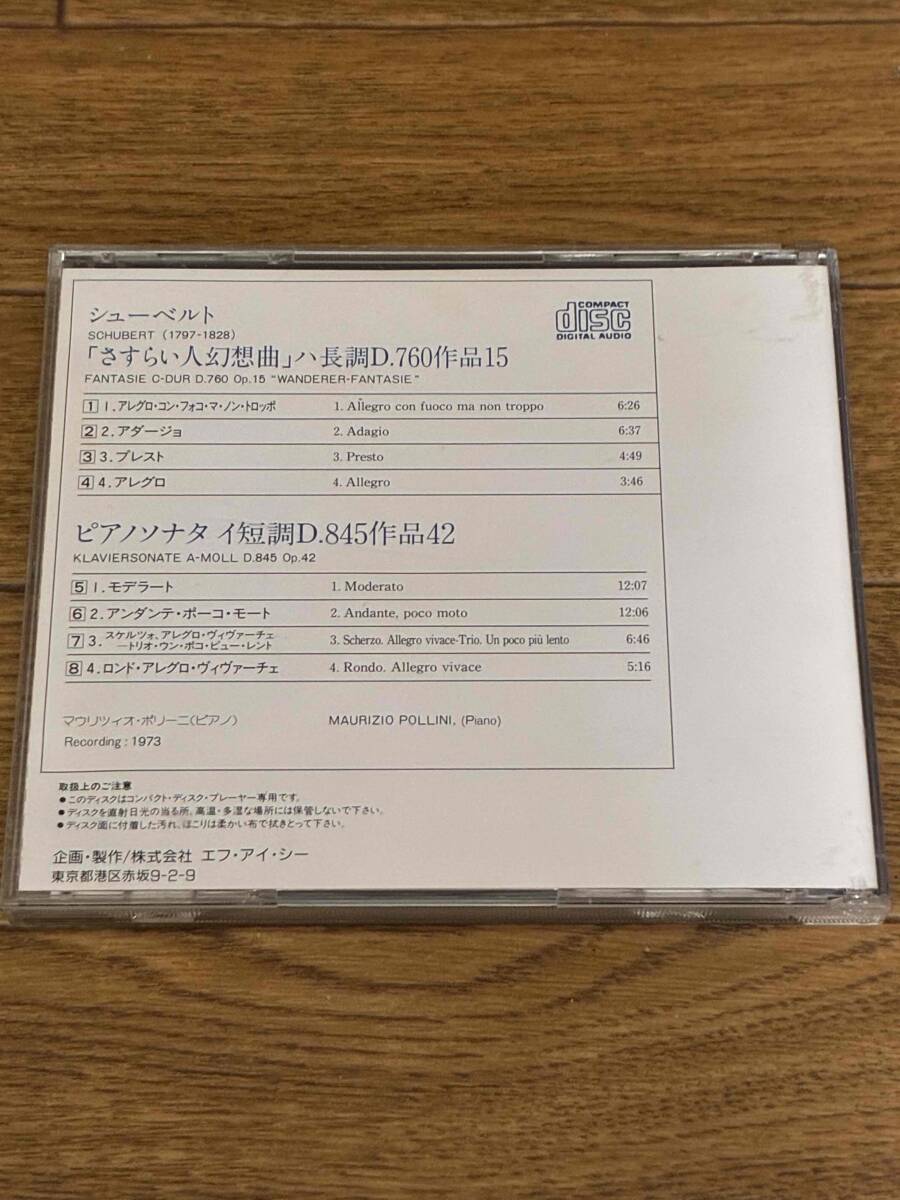 シューベルト
SCHUBERT (1797-1828)
COMPACT
disc
DIGITAL AUDIO
「さすらい人幻想曲」ハ長調D.760作品15
FANTASIE C-DUR D.760 Op.15 "WANDERER-FANTASIE"
1 1.アレグロ・コン・フォコ・マ・ノン・トロッポ 1. Allegro con fuoco ma non troppo 6:26
2 2.アダージョ 2. Adagio 6:37
3 3.プレスト 3. Presto 4:49
4 4.アレグロ 4. Allegro 3:46
ピアノソナタ イ短調D.845作品42
KLAVIERSONATE A-MOLL D.845 Op.42
5 1.モデラート 1. Moderato 12:07
6 2.アンダンテ・ポーコ・モート 2. Andante, poco moto 12:06
7 3. スケルツォ、アレグロ・ヴィヴァーチェ 3. Scherzo. Allegro vivace-Trio. Un poco più lento 6:46
—トリオ・ウン・ポコ・ピュー・レント
8 4.ロンド・アレグロ・ヴィヴァーチェ 4. Rondo. Allegro vivace 5:16
マウリツィオ・ポリーニ(ピアノ) MAURIZIO POLLINI, (Piano)
Recording : 1973
取扱上のご注意
●このディスクはコンパクト・ディスク・プレーヤー専用です。
●ディスクを直射日光の当る所、高温・多湿な場所には保管しないで下さい。
●ディスク面に付着した汚れ、ほこりは柔かい布で拭きとって下さい。
企画・製作/株式会社 エフ・アイ・シー
東京都港区赤坂9-2-9